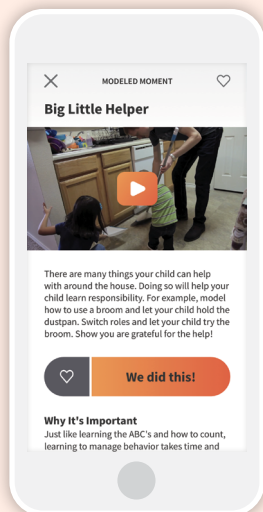 MODELED MOMENT
Big Little Helper
There are many things your child can help
with around the house. Doing so will help your
child learn responsibility. For example, model
how to use a broom and let your child hold the
dustpan. Switch roles and let your child try the
broom. Show you are grateful for the help!
We did this!
Why It's Important
Just like learning the ABC's and how to count,
learning to manage behavior takes time and